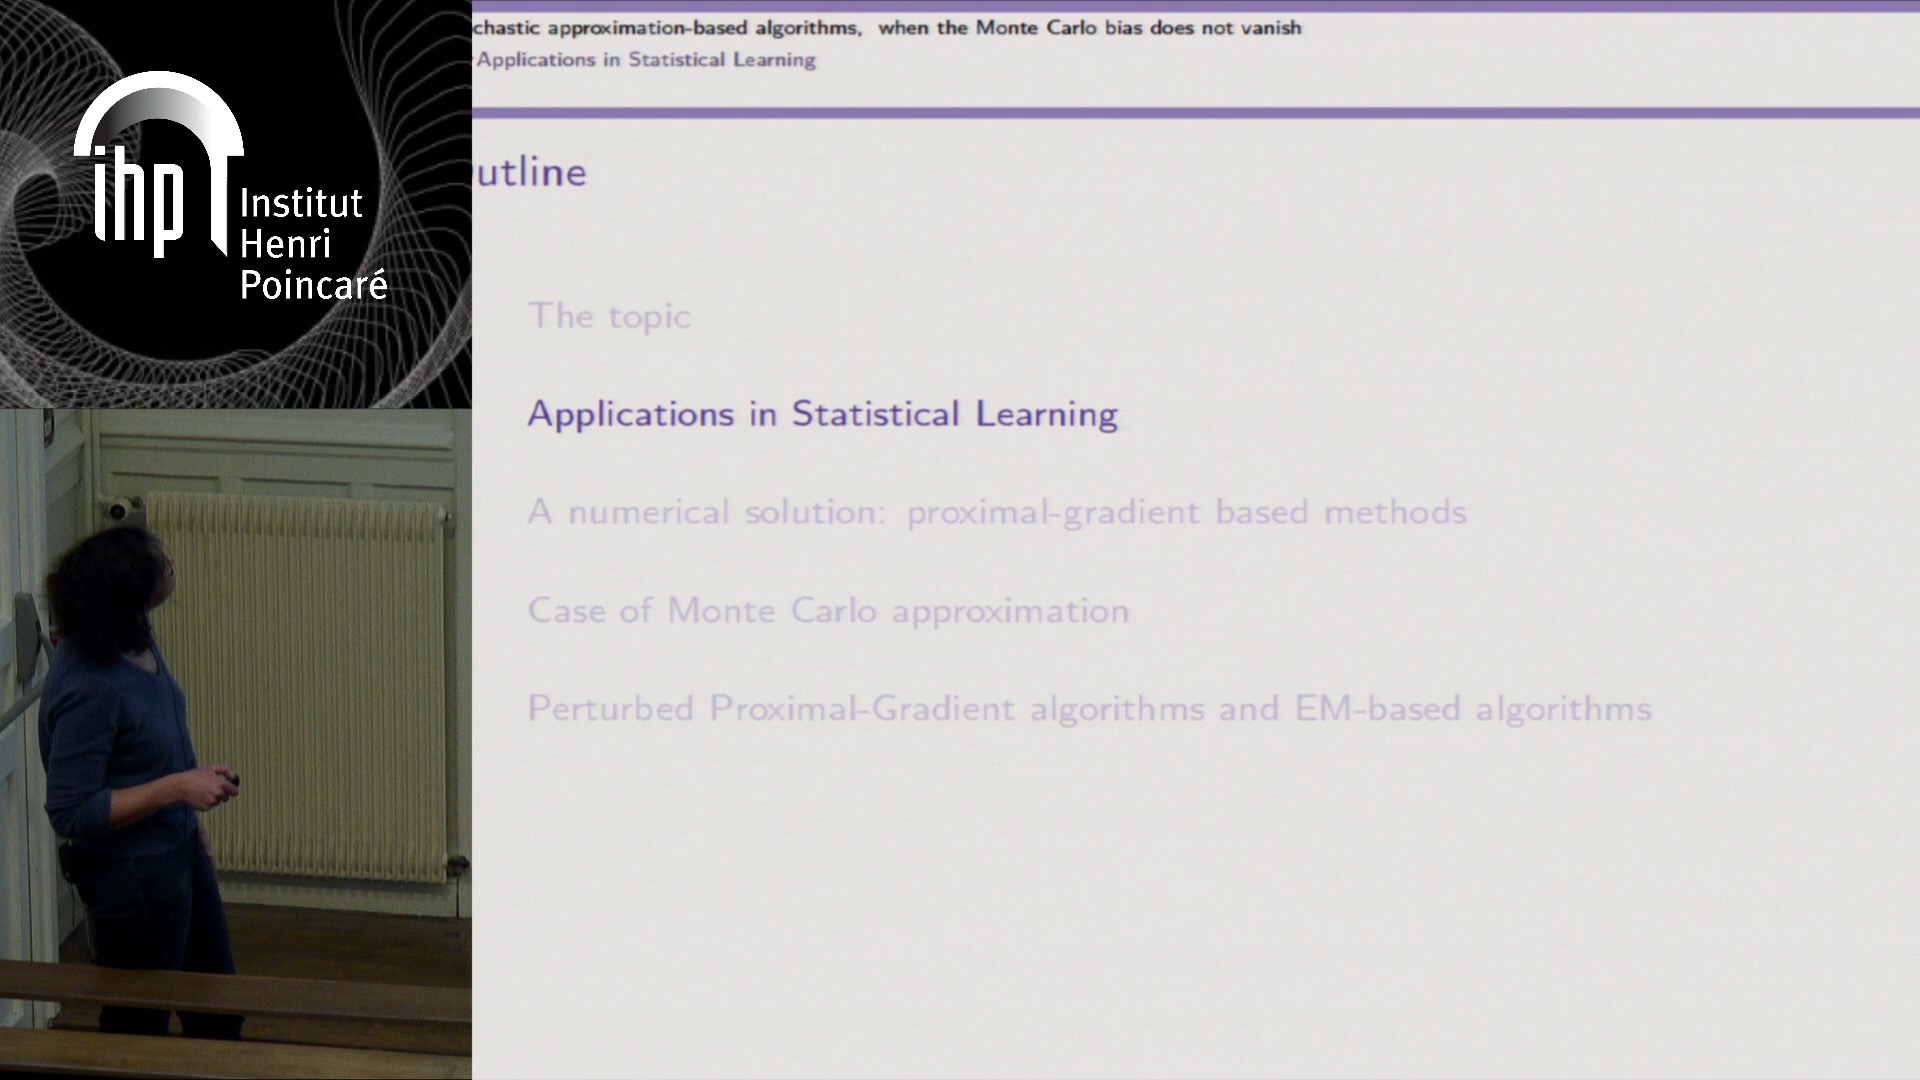 ihp Institut
Henri
Poincaré
chastic approximation-based algorithms, when the Monte Carlo bias does not vanish
Applications in Statistical Learning
utline
The topic
Applications in Statistical Learning
A numerical solution: proximal-gradient based methods
Case of Monte Carlo approximation
Perturbed Proximal-Gradient algorithms and EM-based algorithms